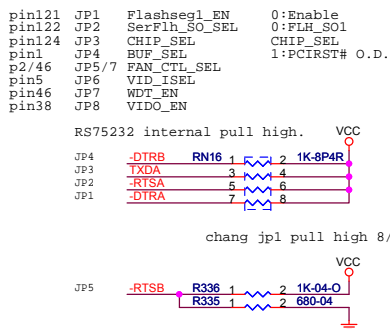 pin121 JP1 Flashseg1_EN 0:Enable
pin122 JP2 SerFlh_SO_SEL 0:FLH_SO1
pin124 JP3 CHIP_SEL CHIP_SEL
pin1 JP4 BUF_SEL 1:PCIRST# O.D.
p2/46 JP5/7 FAN_CTL_SEL
pin5 JP6 VID_ISEL
pin46 JP7 WDT_EN
pin38 JP8 VIDO_EN
RS75232 internal pull high. VCC
JP4 -DTRB RN16 1 2 1K-8P4R
JP3 TXDA 3 4
JP2 -RTSA 5 6
JP1 -DTRA 7 8
chang jp1 pull high 8/
VCC
JP5 -RTSB R336 1 2 1K-04-O
R335 1 2 680-04